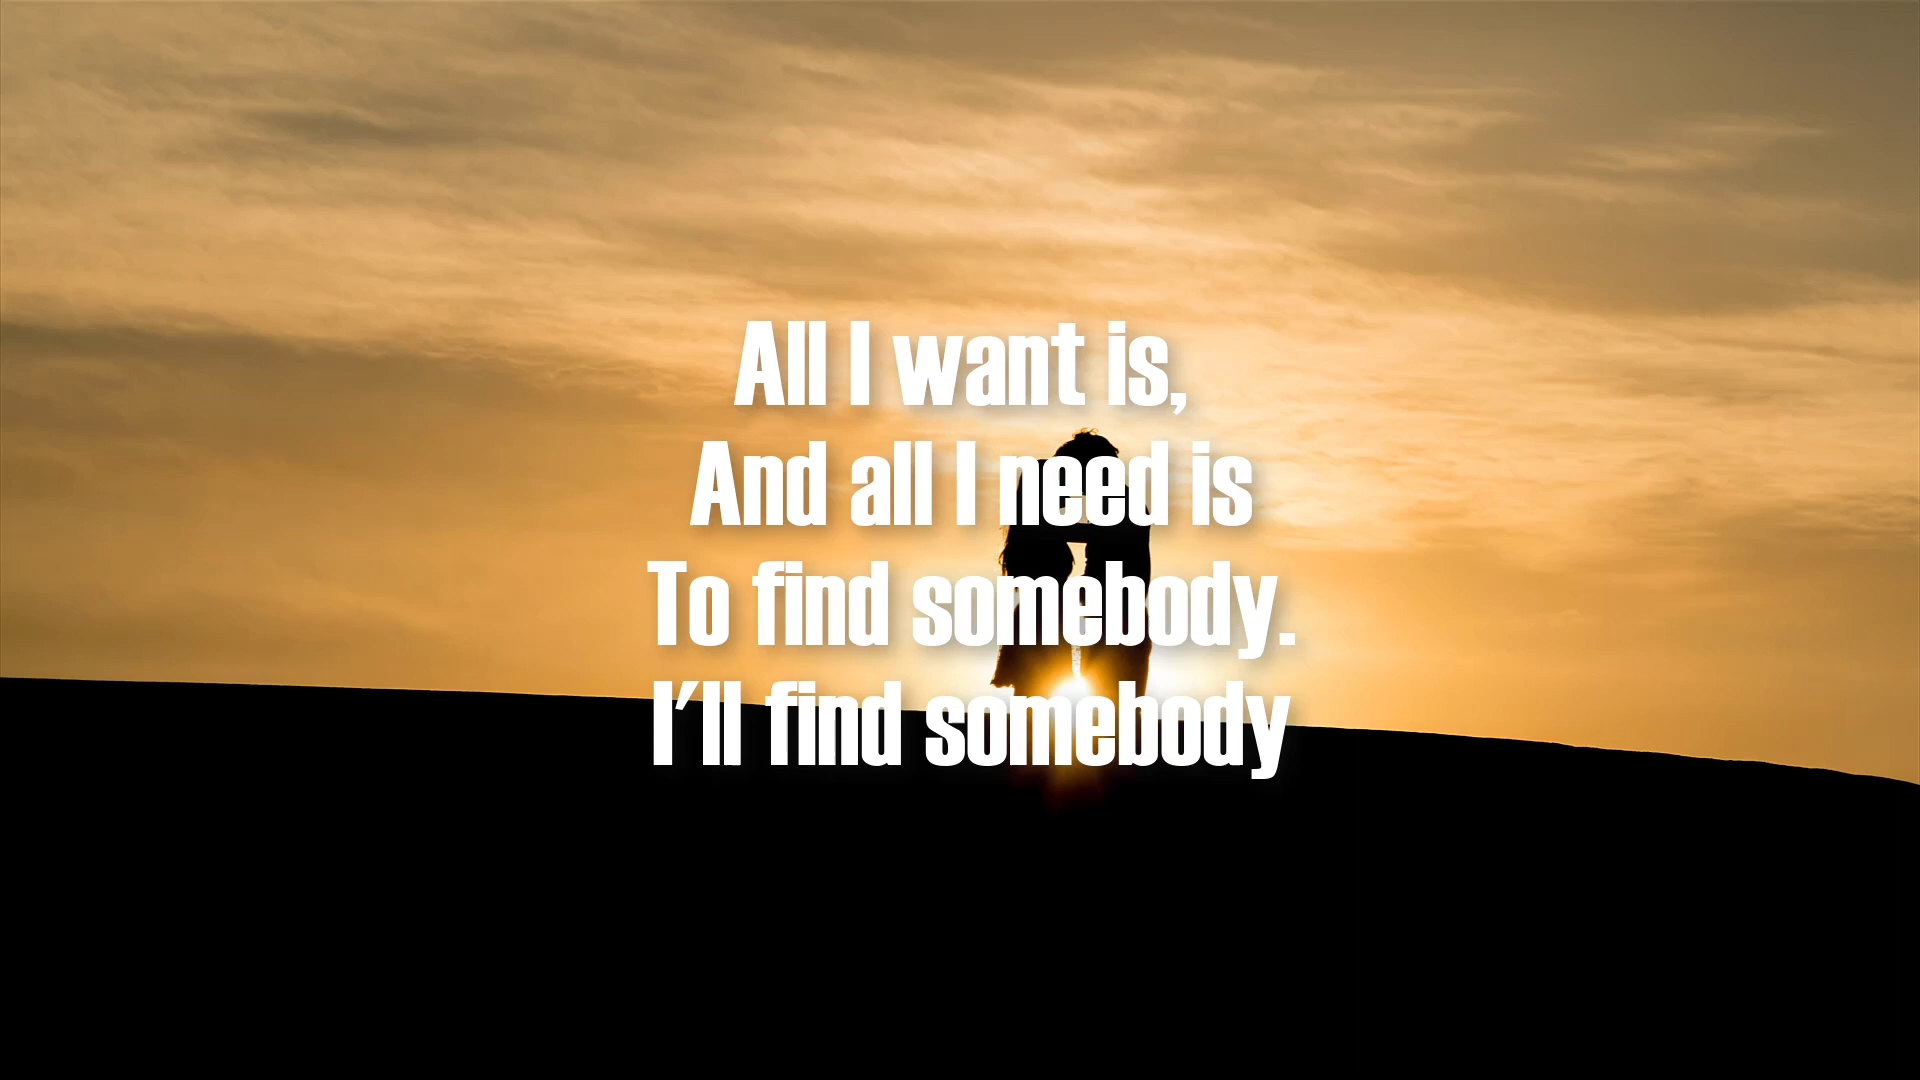 All I want is,
And all I need is
To find somebody.
I'll find somebody